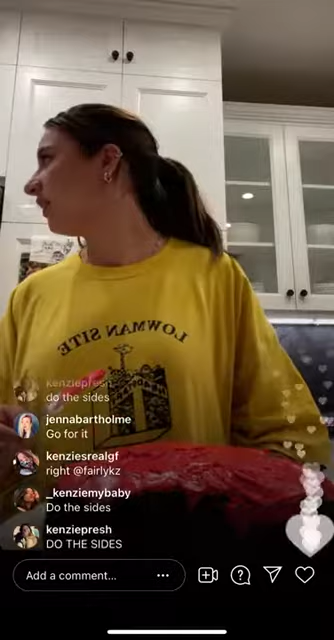 LOWMAN SITE
kenziepresh
do the sides
jennabartholme
Go for it
kenziesrealgf
right @fairlykz
_kenziemybaby
Do the sides
kenziepresh
DO THE SIDES
Add a comment...